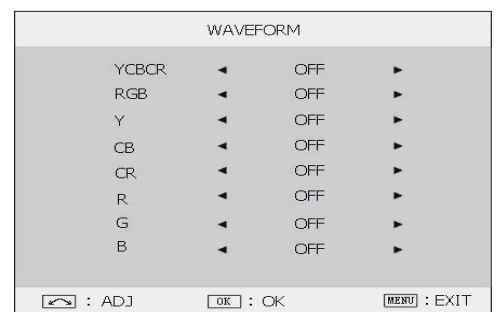 WAVEFORM
YCBCR ◄ OFF ►
RGB ◄ OFF ►
Y ◄ OFF ►
CB ◄ OFF ►
CR ◄ OFF ►
R ◄ OFF ►
G ◄ OFF ►
B ◄ OFF ►
: ADJ OK : OK MENU : EXIT